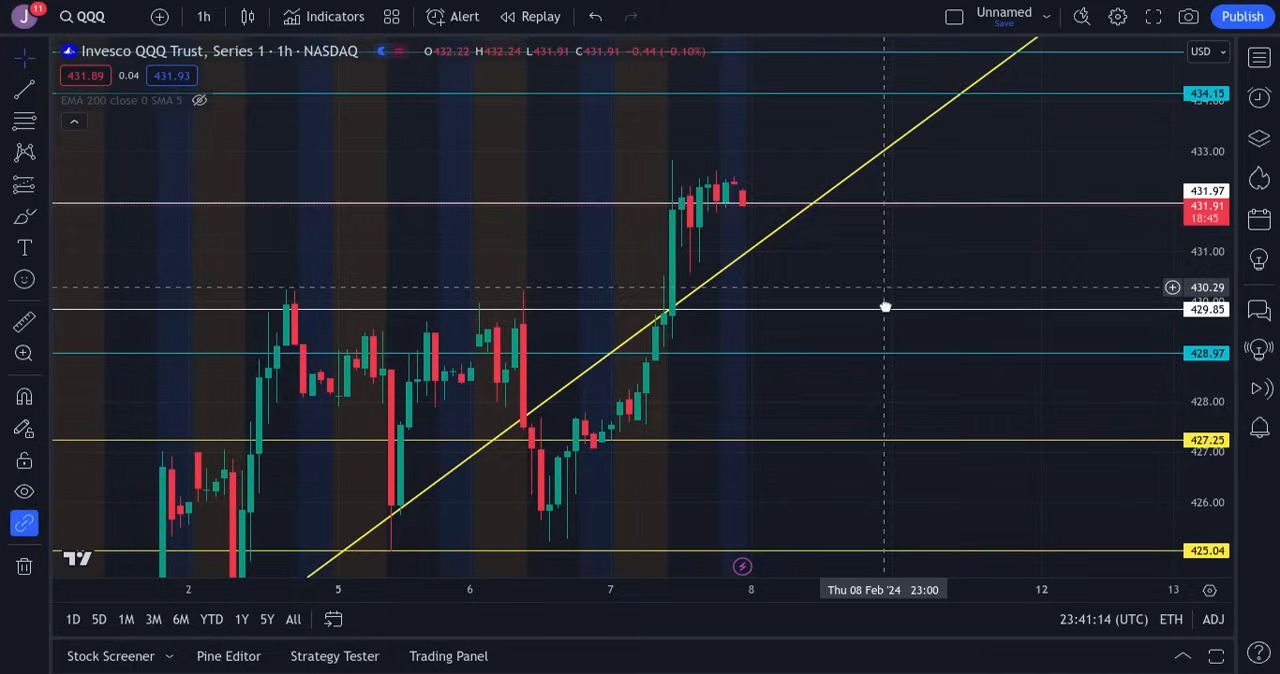 J 11 QQQ 1h Indicators Alert Replay Unnamed Save Publish
Invesco QQQ Trust, Series 1 · 1h · NASDAQ O432.22 H432.24 L431.91 C431.91 -0.44 (-0.10%) USD
431.89 0.04 431.93
EMA 200 close 0 SMA 5
434.15
433.00
431.97
431.91
18:45
431.00
430.29
429.85
428.97
428.00
427.25
427.00
426.00
425.04
2 5 6 7 8 Thu 08 Feb '24 23:00 12 13
1D 5D 1M 3M 6M YTD 1Y 5Y All 23:41:14 (UTC) ETH ADJ
Stock Screener Pine Editor Strategy Tester Trading Panel